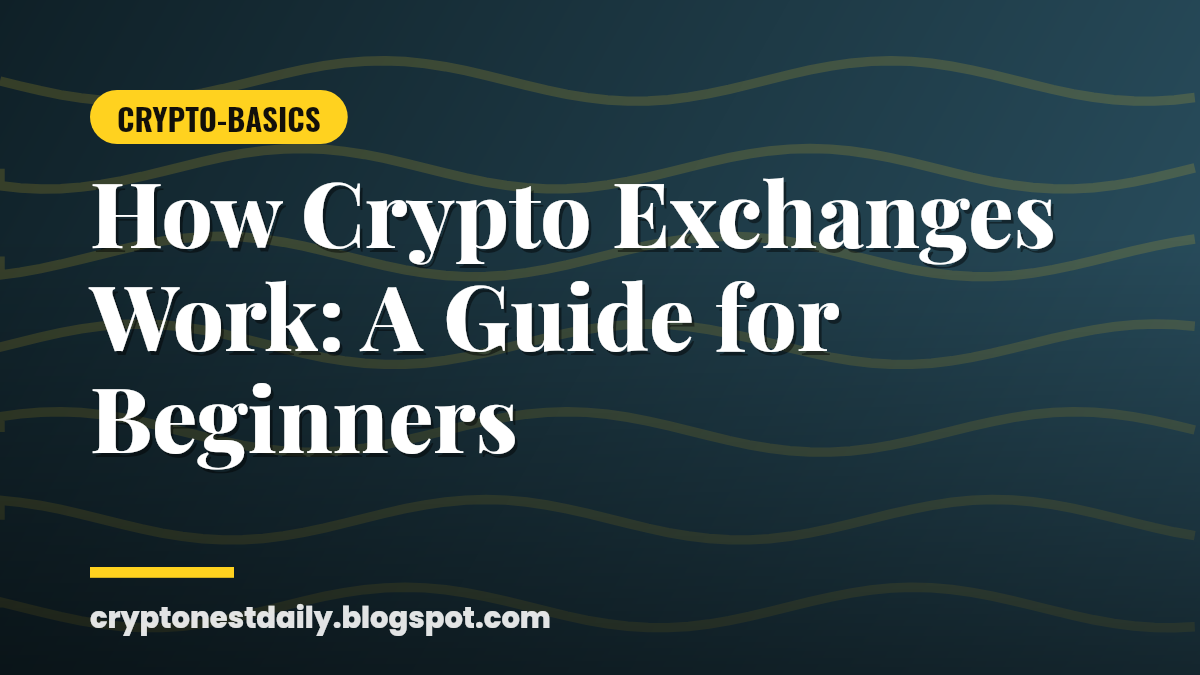 CRYPTO-BASICS
How Crypto Exchanges
Work: A Guide for
Beginners
cryptonestdaily.blogspot.com